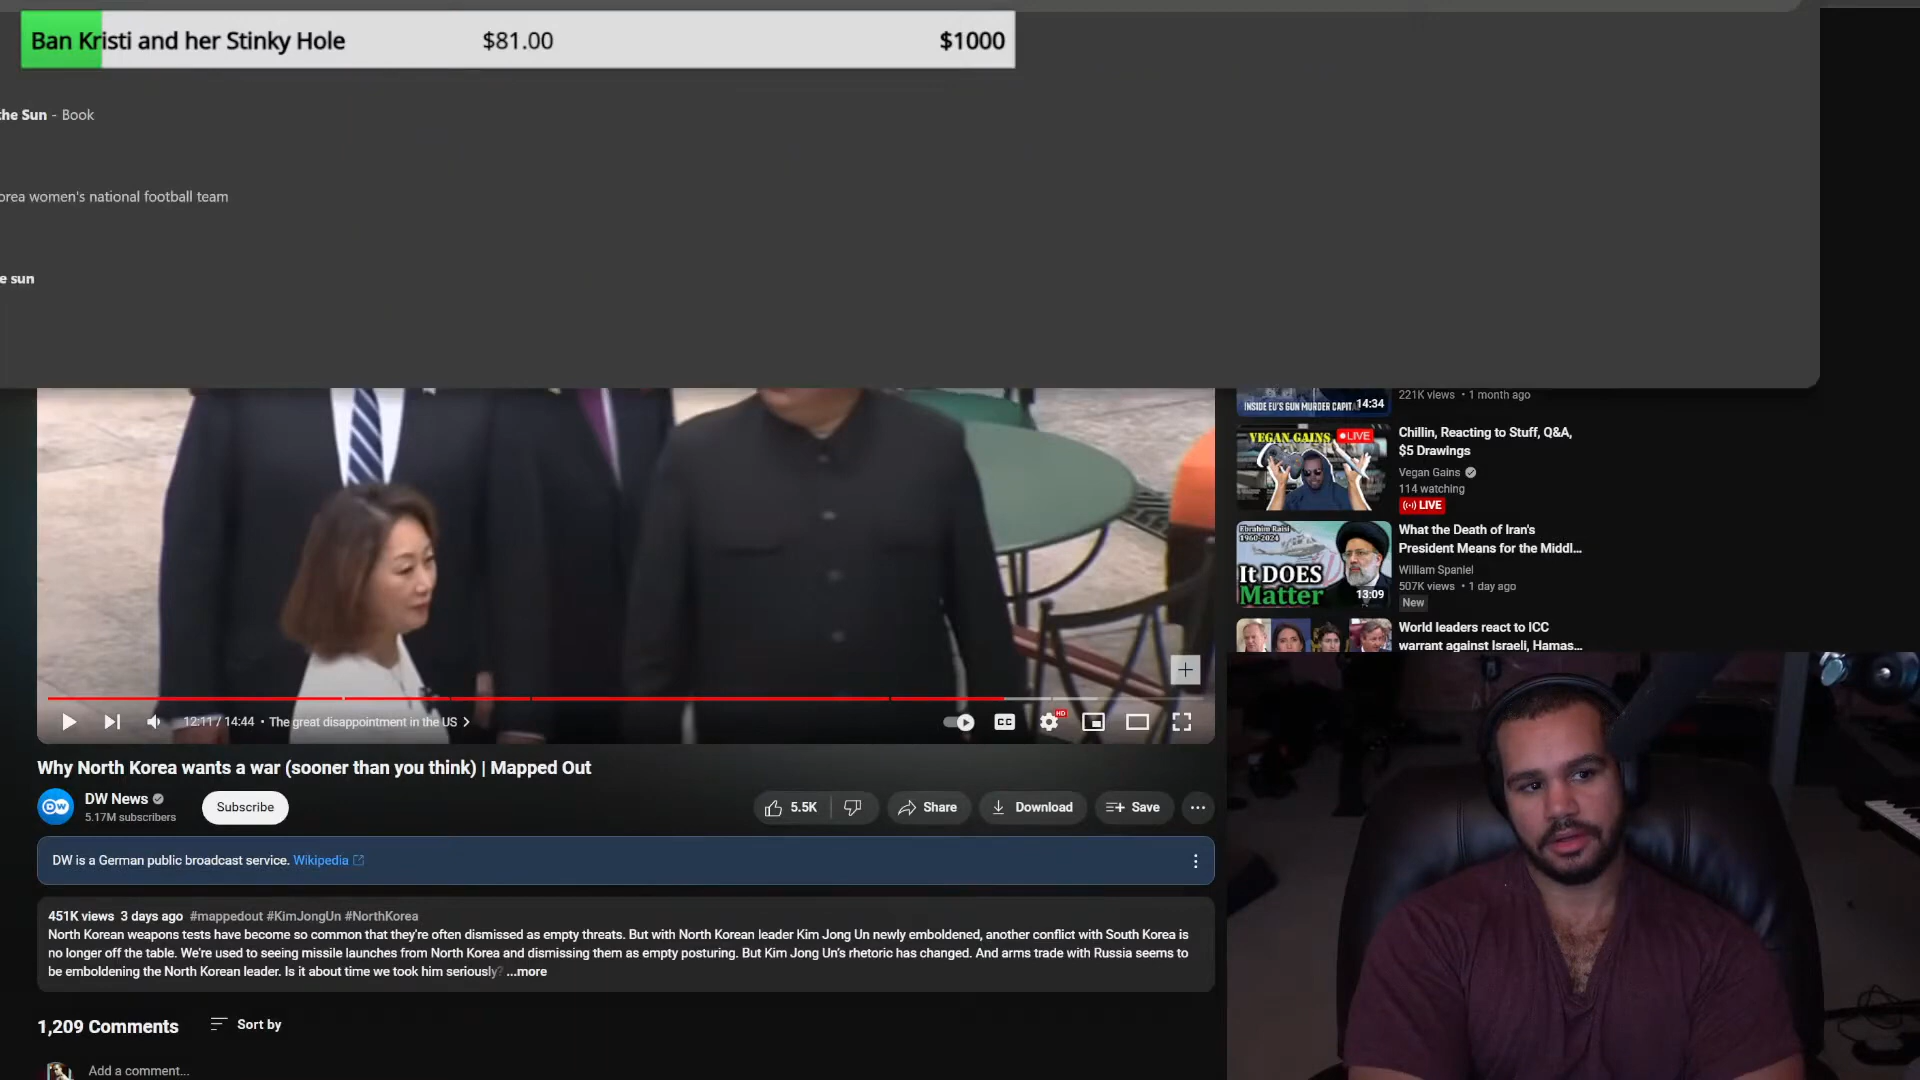 Ban Kristi and her Stinky Hole $81.00 $1000
the Sun - Book
orea women's national football team
e sun
INSIDE EU'S GUN MURDER CAPITA
14:34
221K views • 1 month ago
VEGAN GAINS
LIVE
Chillin, Reacting to Stuff, Q&A,
$5 Drawings
Vegan Gains
114 watching
LIVE
Ebrahim Raisi
1960-2024
It DOES
Matter
13:09
What the Death of Iran's
President Means for the Middl...
William Spaniel
507K views • 1 day ago
New
World leaders react to ICC
warrant against Israeli, Hamas...
12:11 / 14:44 • The great disappointment in the US
CC
HD
Why North Korea wants a war (sooner than you think) | Mapped Out
DW
DW News
5.17M subscribers
Subscribe
5.5K
Share
Download
Save
DW is a German public broadcast service. Wikipedia
451K views 3 days ago #mappedout #KimJongUn #NorthKorea
North Korean weapons tests have become so common that they're often dismissed as empty threats. But with North Korean leader Kim Jong Un newly emboldened, another conflict with South Korea is
no longer off the table. We're used to seeing missile launches from North Korea and dismissing them as empty posturing. But Kim Jong Un's rhetoric has changed. And arms trade with Russia seems to
be emboldening the North Korean leader. Is it about time we took him seriously? ...more
1,209 Comments
Sort by
Add a comment...